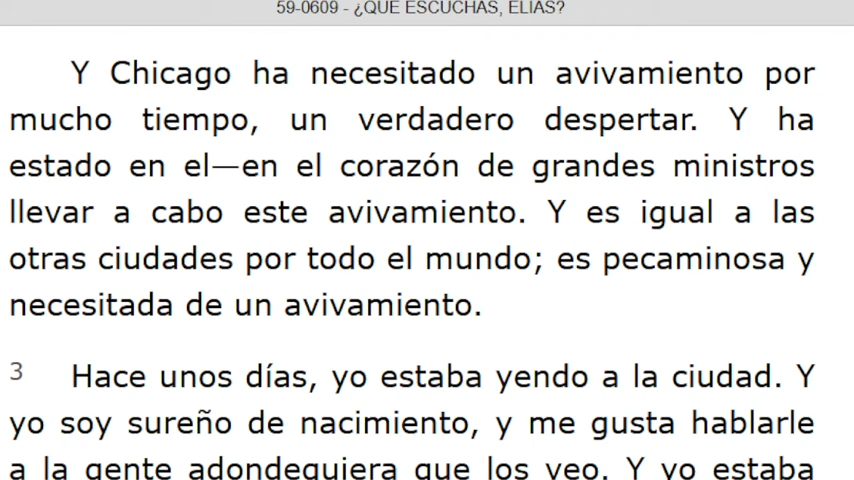 59-0609 - ¿QUÉ ESCUCHAS, ELÍAS?
Y Chicago ha necesitado un avivamiento por
mucho tiempo, un verdadero despertar. Y ha
estado en el—en el corazón de grandes ministros
llevar a cabo este avivamiento. Y es igual a las
otras ciudades por todo el mundo; es pecaminosa y
necesitada de un avivamiento.
3 Hace unos días, yo estaba yendo a la ciudad. Y
yo soy sureño de nacimiento, y me gusta hablarle
a la gente adondequiera que los veo. Y yo estaba